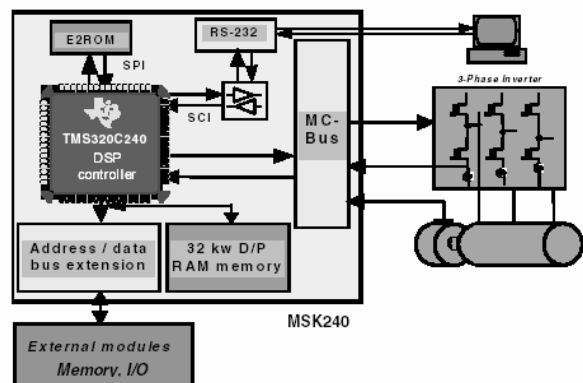 E2ROM
RS-232
SPI
3-Phase Inverter
SCI
TMS320C240
DSP
controller
MC-
Bus
Address / data
bus extension
32 kw D/P
RAM memory
MSK240
External modules
Memory, I/O